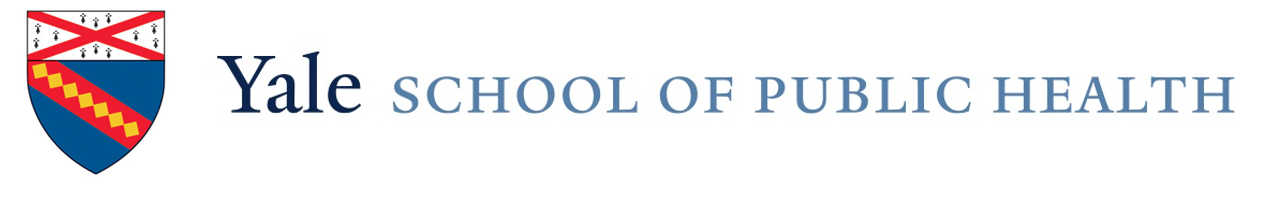 Yale SCHOOL OF PUBLIC HEALTH